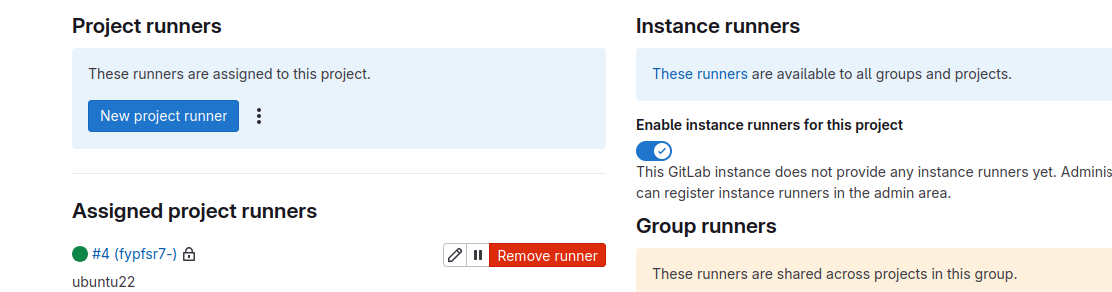 Project runners
These runners are assigned to this project.
New project runner
Assigned project runners
#4 (fypfsr7-)
Remove runner
ubuntu22
Instance runners
These runners are available to all groups and projects.
Enable instance runners for this project
This GitLab instance does not provide any instance runners yet. Adminis
can register instance runners in the admin area.
Group runners
These runners are shared across projects in this group.